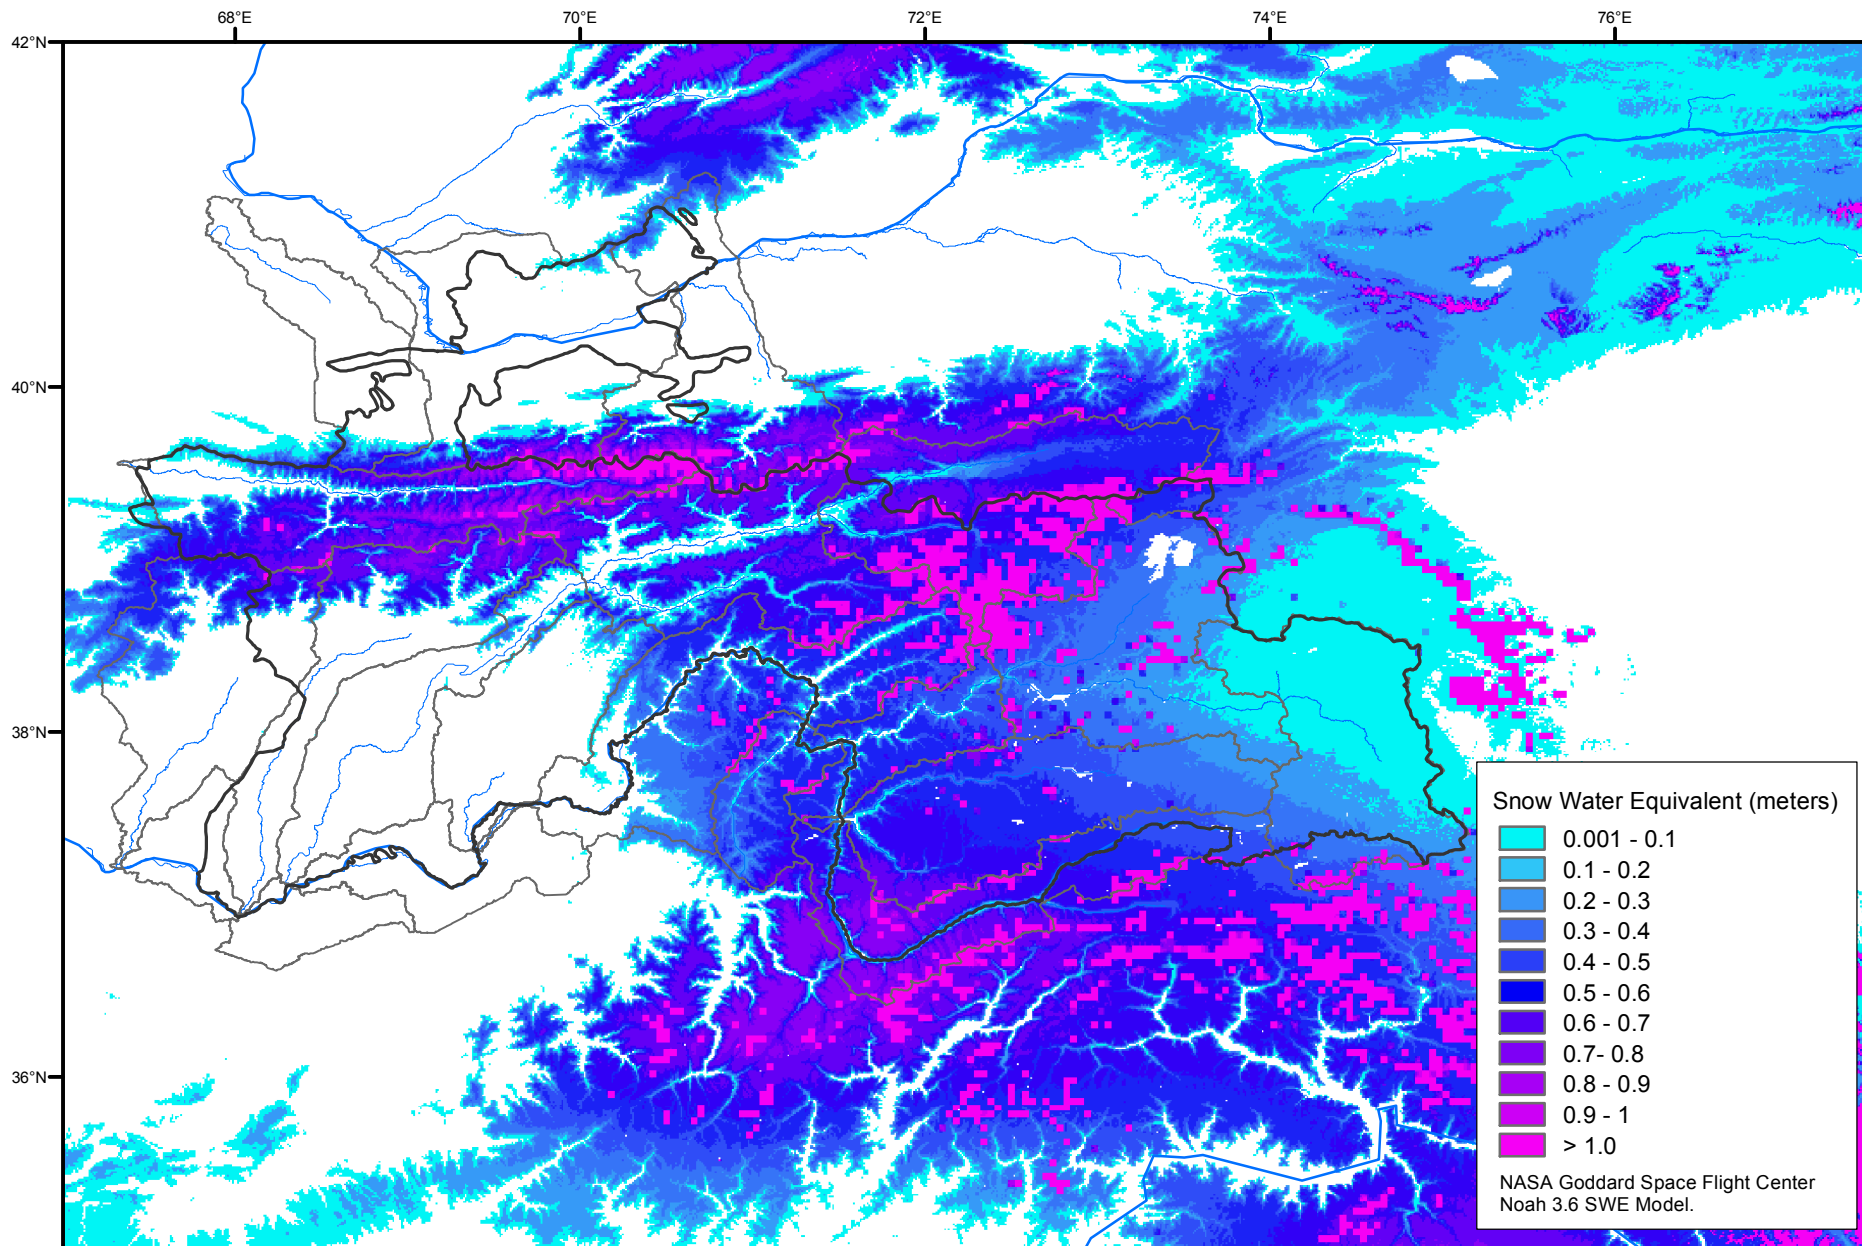 68°E
70°E
72°E
74°E
76°E
42°N
40°N
38°N
36°N
Snow Water Equivalent (meters)
0.001 - 0.1
0.1 - 0.2
0.2 - 0.3
0.3 - 0.4
0.4 - 0.5
0.5 - 0.6
0.6 - 0.7
0.7- 0.8
0.8 - 0.9
0.9 - 1
> 1.0
NASA Goddard Space Flight Center
Noah 3.6 SWE Model.